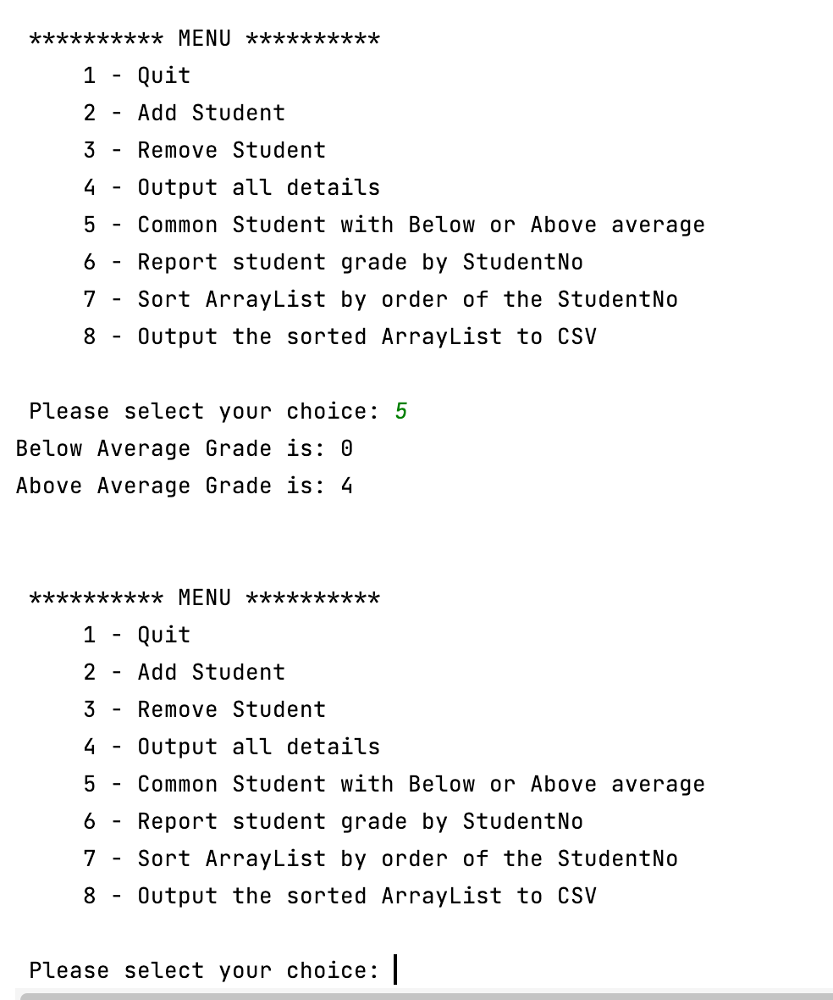 ********** MENU **********
1 - Quit
2 - Add Student
3 - Remove Student
4 - Output all details
5 - Common Student with Below or Above average
6 - Report student grade by StudentNo
7 - Sort ArrayList by order of the StudentNo
8 - Output the sorted ArrayList to CSV
Please select your choice: 5
Below Average Grade is: 0
Above Average Grade is: 4
********** MENU **********
1 - Quit
2 - Add Student
3 - Remove Student
4 - Output all details
5 - Common Student with Below or Above average
6 - Report student grade by StudentNo
7 - Sort ArrayList by order of the StudentNo
8 - Output the sorted ArrayList to CSV
Please select your choice: